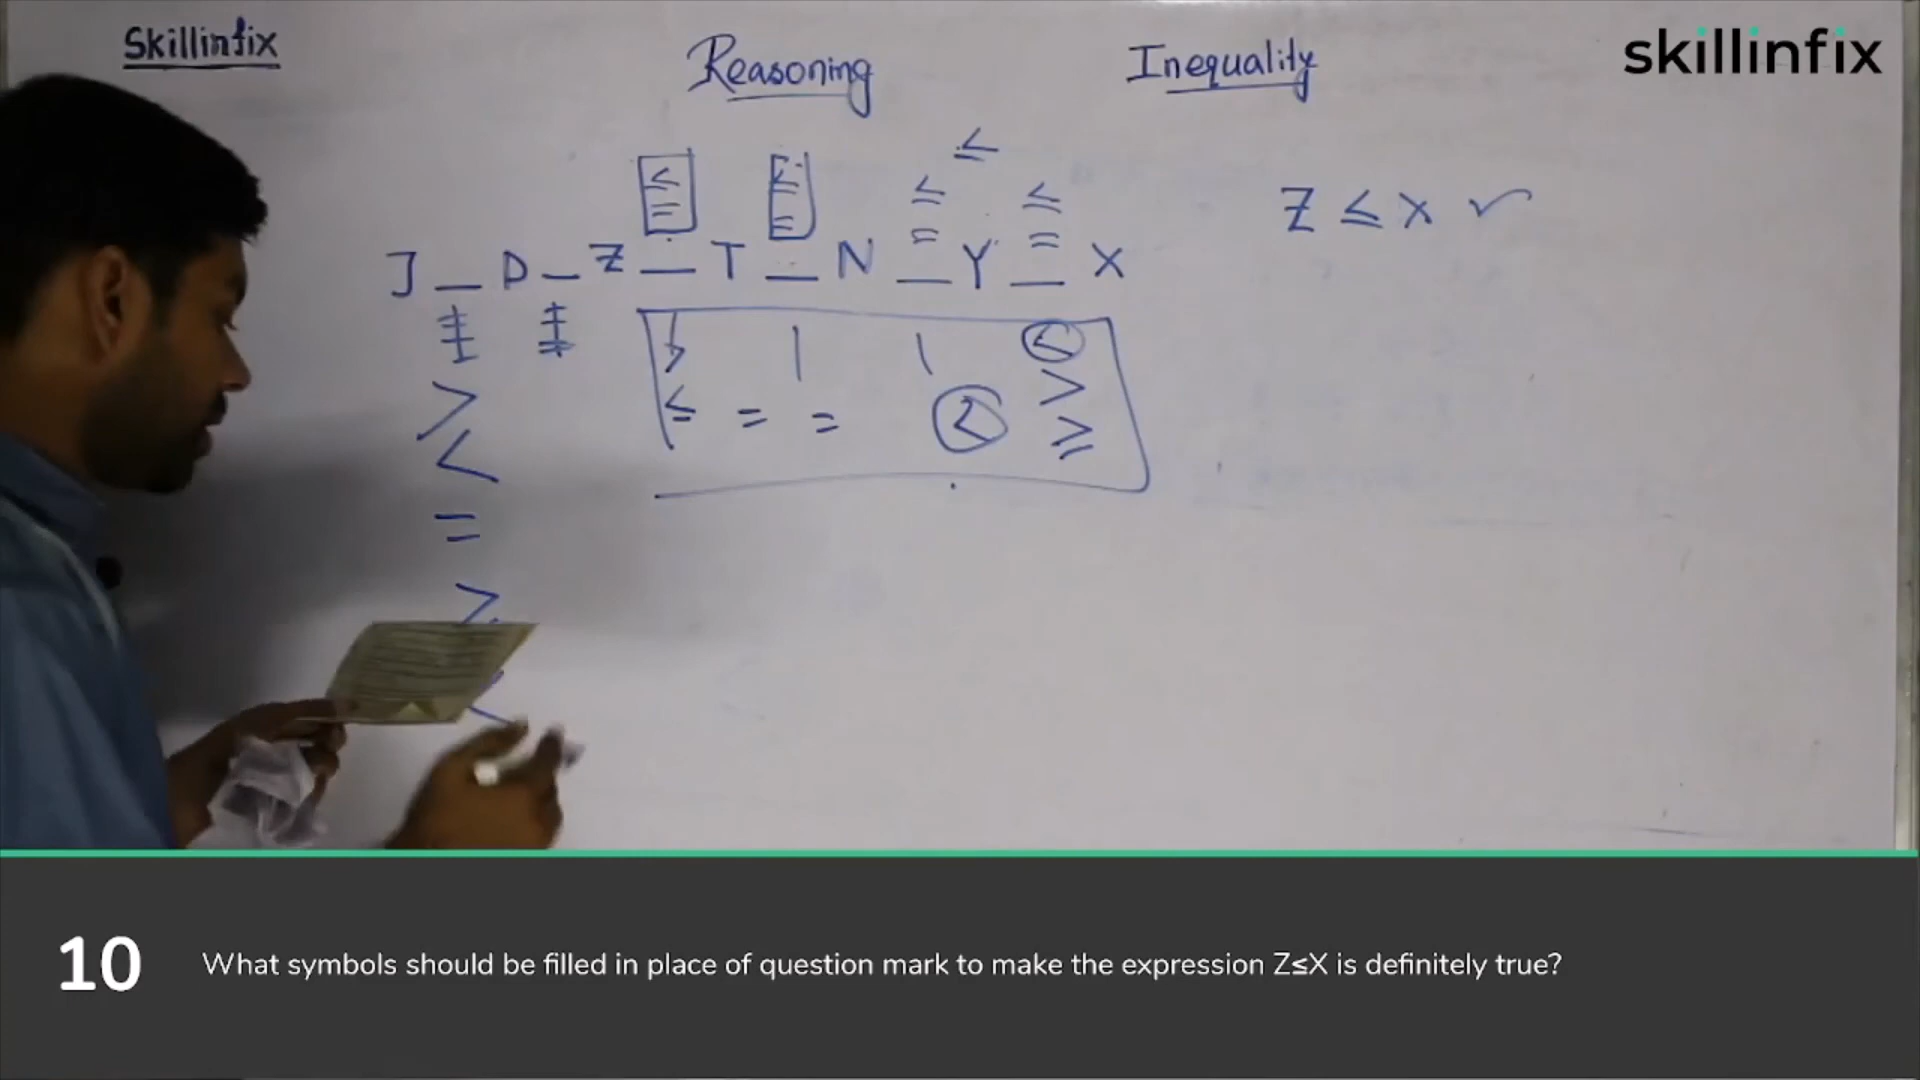 Skillinfix
Reasoning
Inequality
skillinfix
≤
≤ ≤ ≤ ≤
= = = =
Z ≤ X ✓
J _ D _ Z _ T _ N _ Y _ X
<
> ≤ = = < >
< ≥
=
>
<
10
What symbols should be filled in place of question mark to make the expression Z≤X is definitely true?